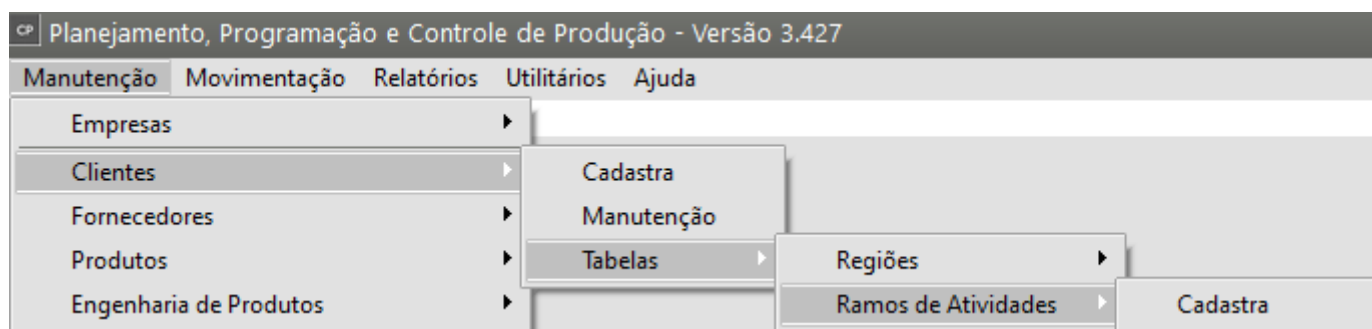 CP Planejamento, Programação e Controle de Produção - Versão 3.427
Manutenção Movimentação Relatórios Utilitários Ajuda
Empresas
Clientes Cadastra
Fornecedores Manutenção
Produtos Tabelas Regiões
Engenharia de Produtos Ramos de Atividades Cadastra